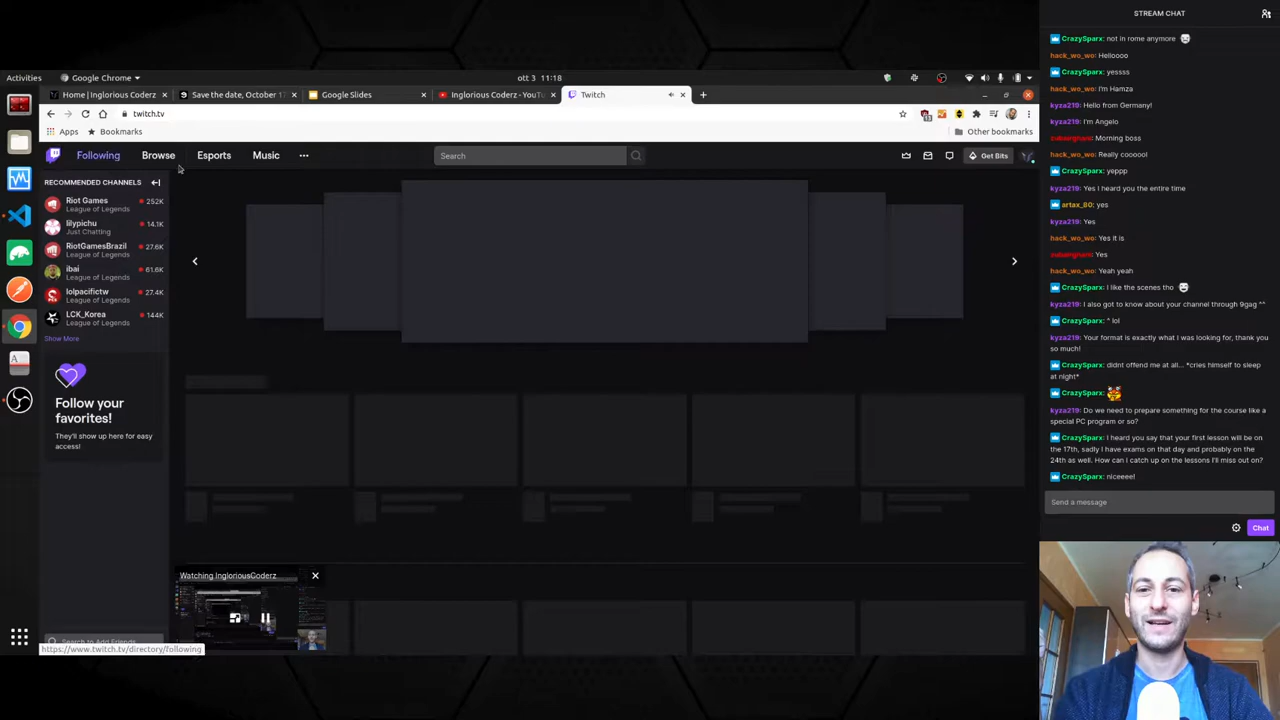 STREAM CHAT
CrazySparx: not in rome anymore
hack_wo_wo: Helloooo
CrazySparx: yessss
hack_wo_wo: I'm Hamza
kyza219: Hello from Germany!
kyza219: I'm Angelo
Morning boss
hack_wo_wo: Really cooooo!
CrazySparx: yeppp
kyza219: Yes I heard you the entire time
artax_80: yes
kyza219: Yes
hack_wo_wo: Yes it is
Yes
hack_wo_wo: Yeah yeah
CrazySparx: I like the scenes tho
kyza219: I also got to know about your channel through 9gag ^^
CrazySparx: ^ lol
kyza219: Your format is exactly what i was looking for, thank you
so much!
CrazySparx: didnt offend me at all... *cries himself to sleep
at night*
CrazySparx:
kyza219: Do we need to prepare something for the course like a
special PC program or so?
CrazySparx: I heard you say that your first lesson will be on
the 17th, sadly I have exams on that day and probably on
the 24th as well. How can I catch up on the lessons I'll miss out on?
CrazySparx: niceeee!
Send a message
Chat
Activities
Google Chrome
ott 3 11:18
Home | Inglorious Coderz
Save the date, October 17
Google Slides
Inglorious Coderz - YouTu
Twitch
twitch.tv
Apps
Bookmarks
Other bookmarks
Following
Browse
Esports
Music
Search
Get Bits
RECOMMENDED CHANNELS
Riot Games
League of Legends
252K
lilypichu
Just Chatting
14.1K
RiotGamesBrazil
League of Legends
27.6K
ibai
League of Legends
61.6K
lolpacifictw
League of Legends
27.4K
LCK_Korea
League of Legends
144K
Show More
Follow your
favorites!
They'll show up here for easy
access!
Watching IngloriousCoderz
Search to Add Friends
https://www.twitch.tv/directory/following